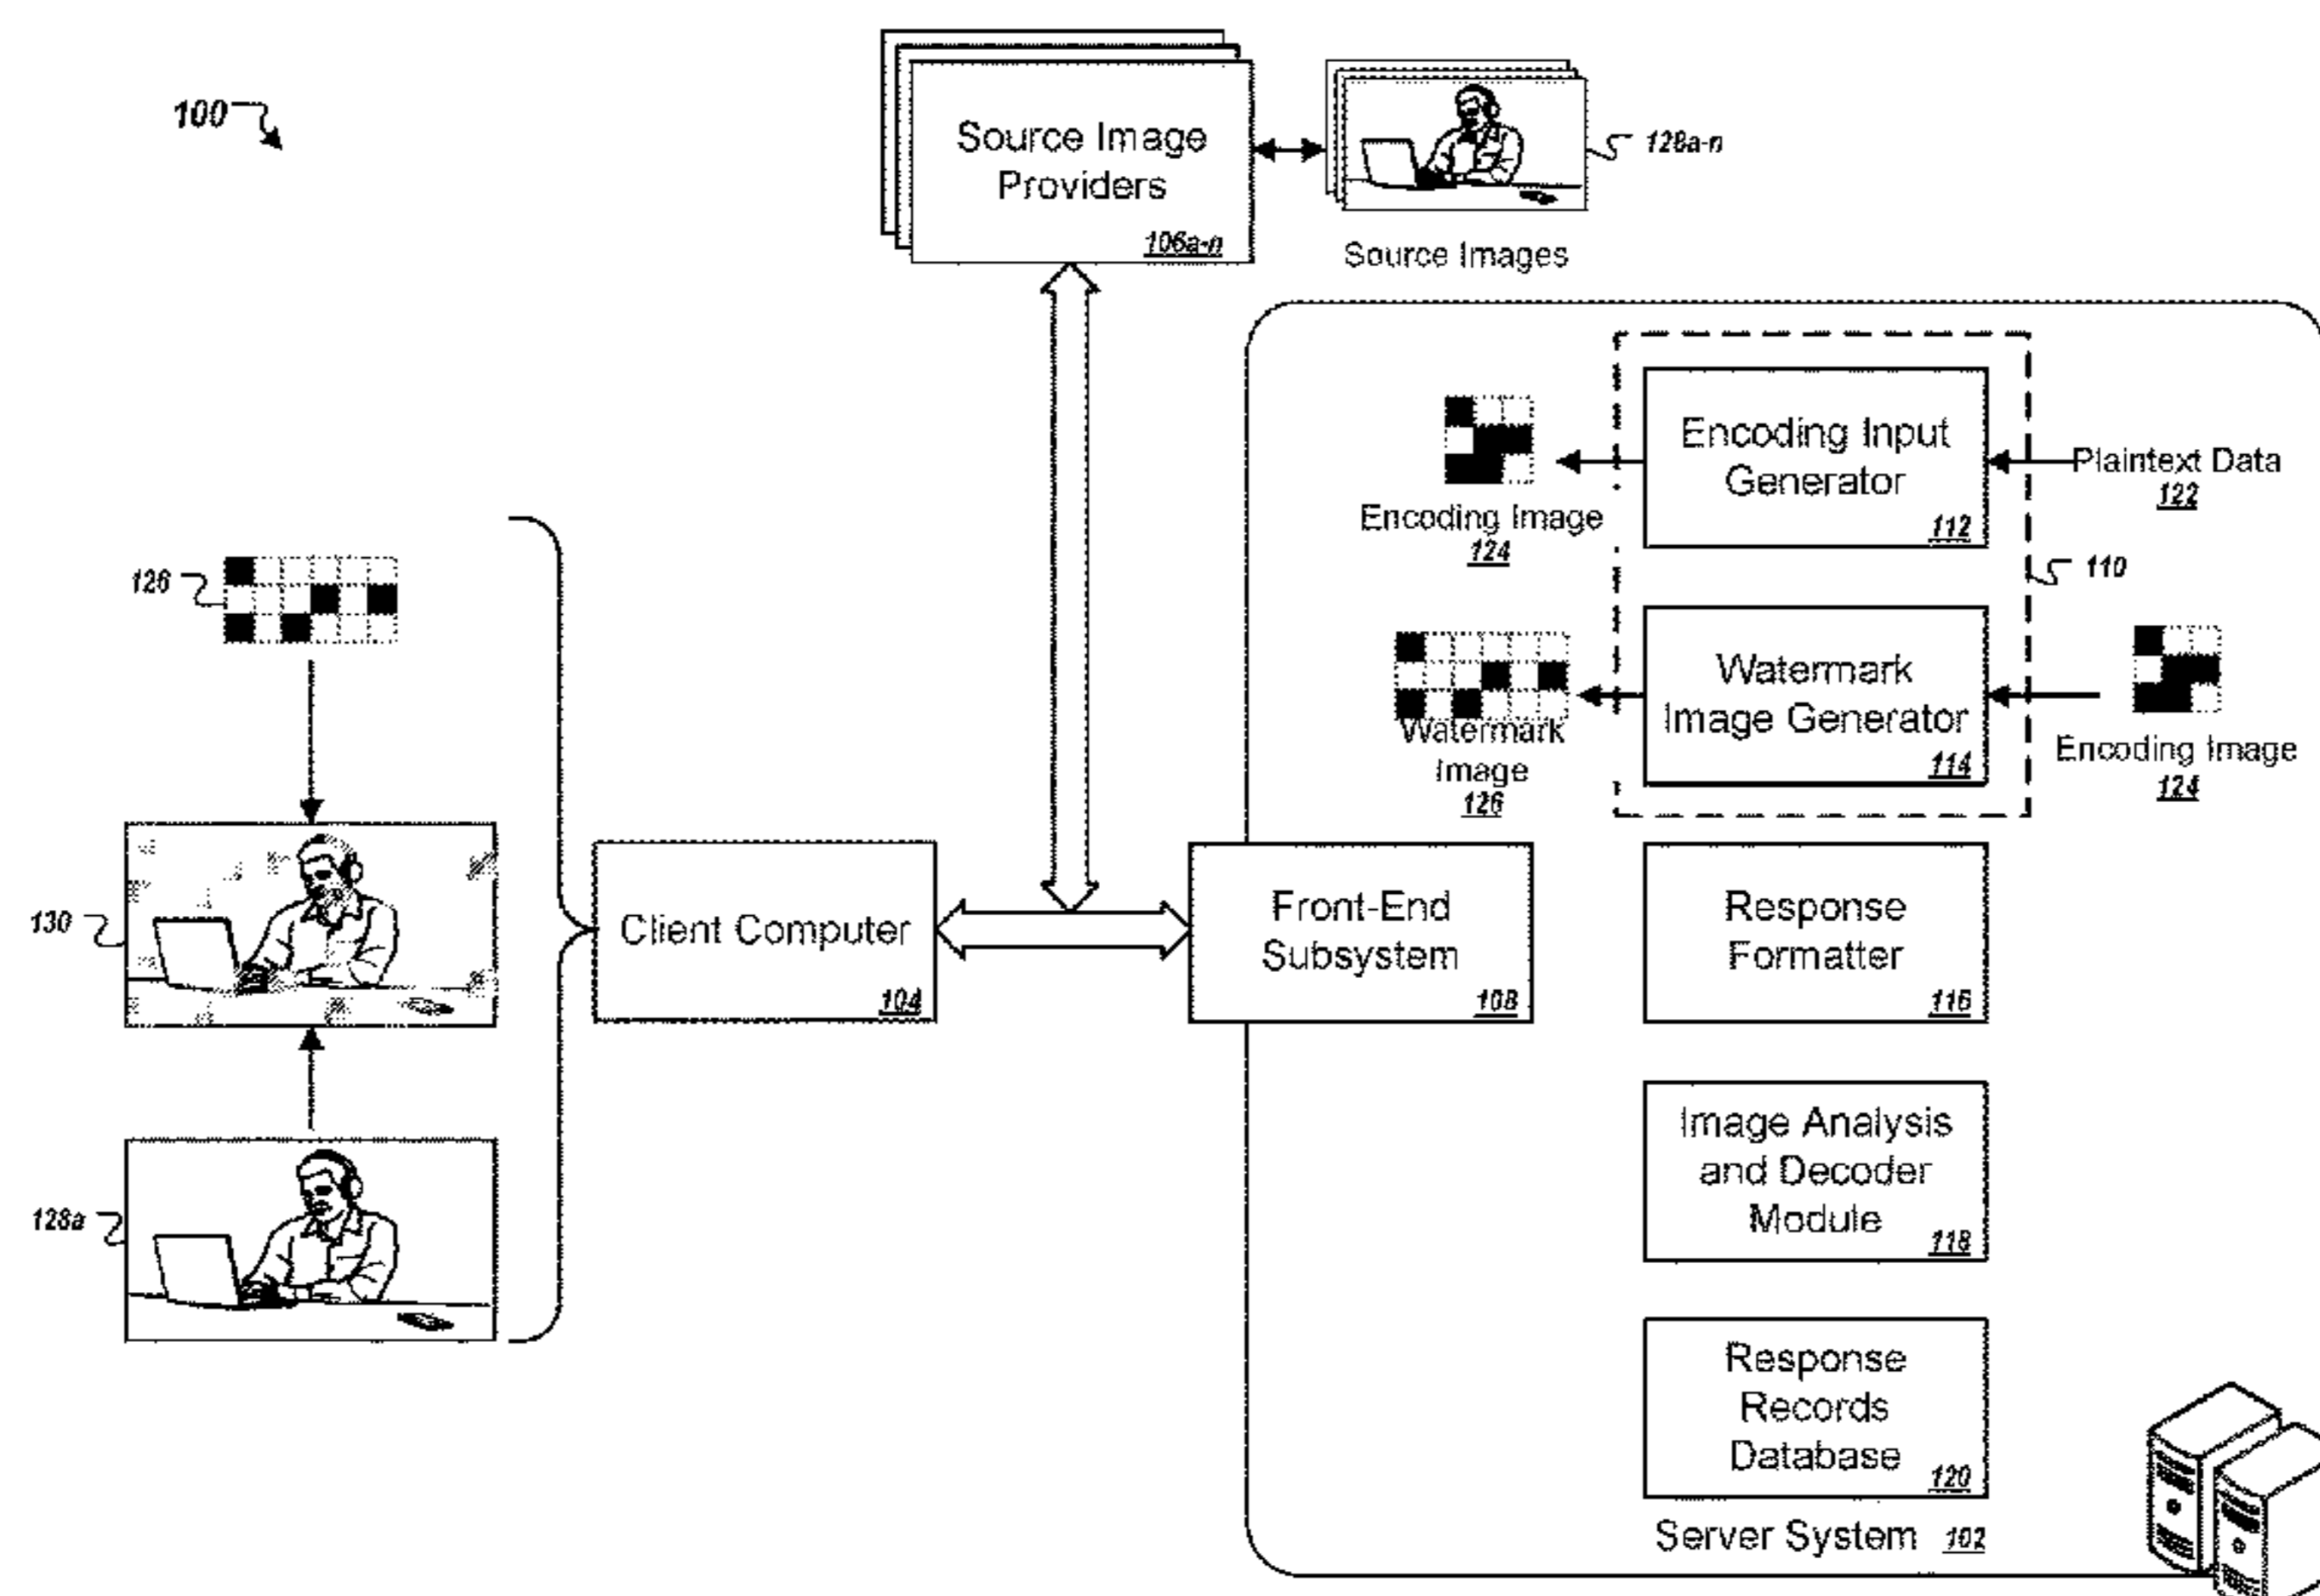 100
Source Image
Providers
106a-n
128a-n
Source Images
Encoding Input
Generator
112
Plaintext Data
122
Encoding Image
124
110
126
Watermark
Image Generator
114
Watermark
Image
126
Encoding Image
124
130
Client Computer
104
Front-End
Subsystem
108
Response
Formatter
116
128a
Image Analysis
and Decoder
Module
118
Response
Records
Database
120
Server System 102